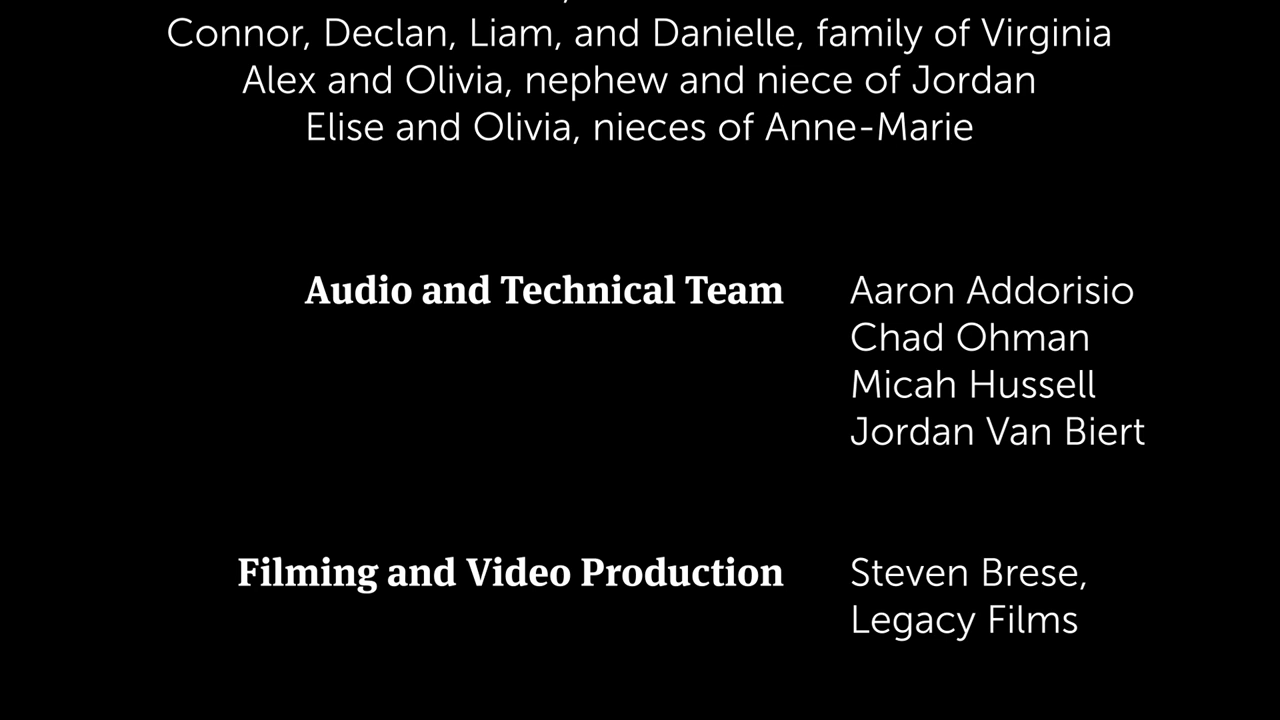 Connor, Declan, Liam, and Danielle, family of Virginia
Alex and Olivia, nephew and niece of Jordan
Elise and Olivia, nieces of Anne-Marie
Audio and Technical Team
Aaron Addorisio
Chad Ohman
Micah Hussell
Jordan Van Biert
Filming and Video Production
Steven Brese,
Legacy Films